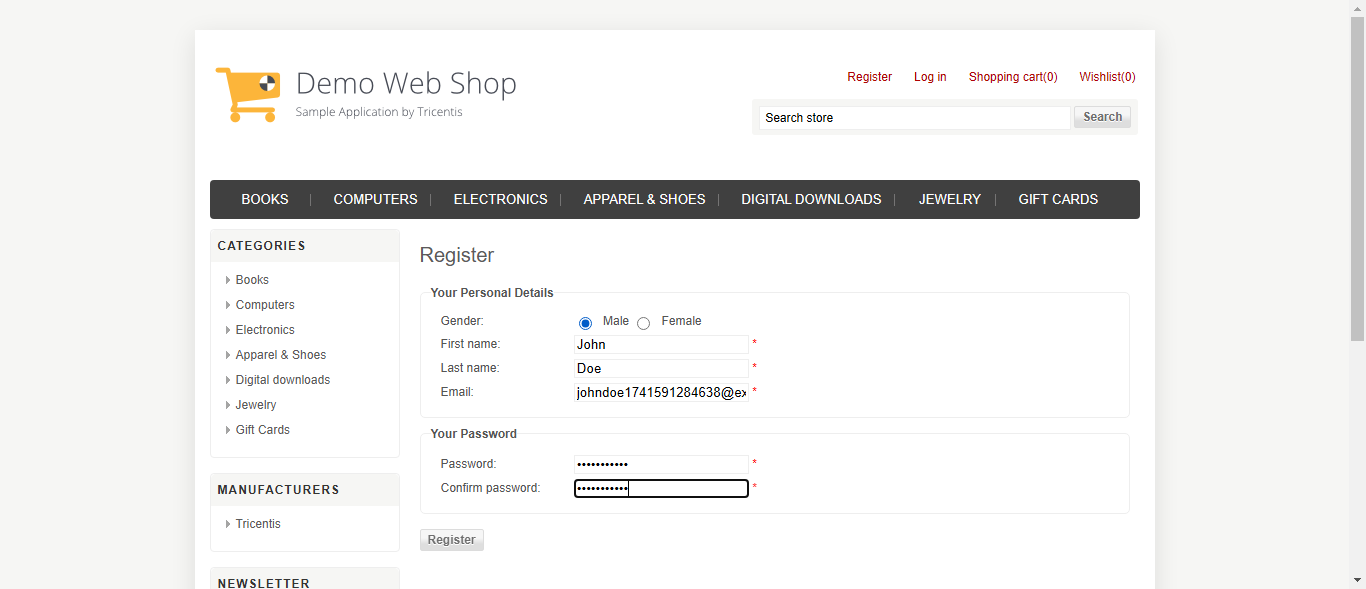 Demo Web Shop
Sample Application by Tricentis
Register Log in Shopping cart(0) Wishlist(0)
Search store Search
BOOKS COMPUTERS ELECTRONICS APPAREL & SHOES DIGITAL DOWNLOADS JEWELRY GIFT CARDS
CATEGORIES
Books
Computers
Electronics
Apparel & Shoes
Digital downloads
Jewelry
Gift Cards
MANUFACTURERS
Tricentis
NEWSLETTER
Register
Your Personal Details
Gender: Male Female
First name: John *
Last name: Doe *
Email: johndoe1741591284638@ex *
Your Password
Password: ••••••••••• *
Confirm password: ••••••••••• *
Register